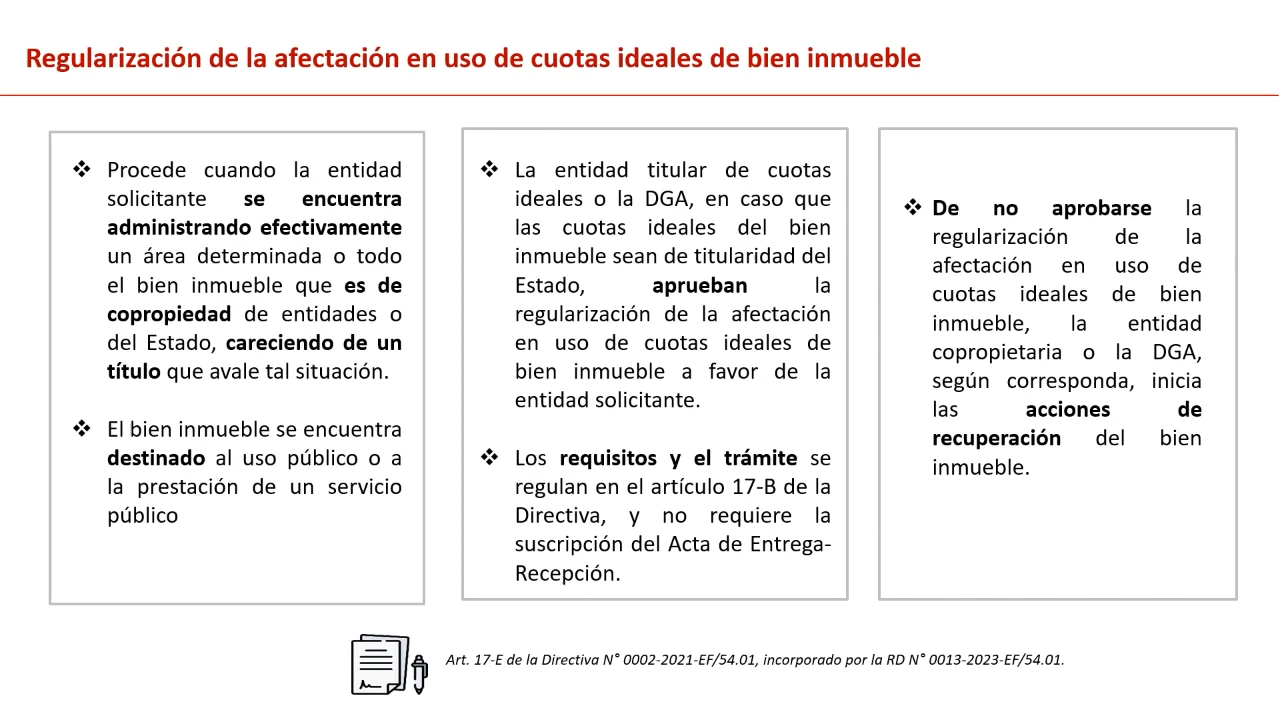 Regularización de la afectación en uso de cuotas ideales de bien inmueble
❖ Procede cuando la entidad
solicitante se encuentra
administrando efectivamente
un área determinada o todo
el bien inmueble que es de
copropiedad de entidades o
del Estado, careciendo de un
título que avale tal situación.
❖ El bien inmueble se encuentra
destinado al uso público o a
la prestación de un servicio
público
❖ La entidad titular de cuotas
ideales o la DGA, en caso que
las cuotas ideales del bien
inmueble sean de titularidad del
Estado, aprueban la
regularización de la afectación
en uso de cuotas ideales de
bien inmueble a favor de la
entidad solicitante.
❖ Los requisitos y el trámite se
regulan en el artículo 17-B de la
Directiva, y no requiere la
suscripción del Acta de Entrega-
Recepción.
❖ De no aprobarse la
regularización de la
afectación en uso de
cuotas ideales de bien
inmueble, la entidad
copropietaria o la DGA,
según corresponda, inicia
las acciones de
recuperación del bien
inmueble.
Art. 17-E de la Directiva N° 0002-2021-EF/54.01, incorporado por la RD N° 0013-2023-EF/54.01.